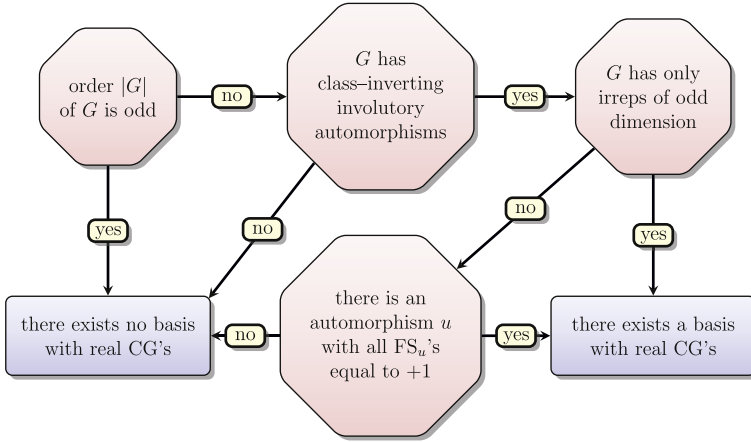 order |G|
of G is odd
no
G has
class–inverting
involutory
automorphisms
yes
G has only
irreps of odd
dimension
yes
no
no
yes
there exists no basis
with real CG's
no
there is an
automorphism u
with all FSᵤ's
equal to +1
yes
there exists a basis
with real CG's